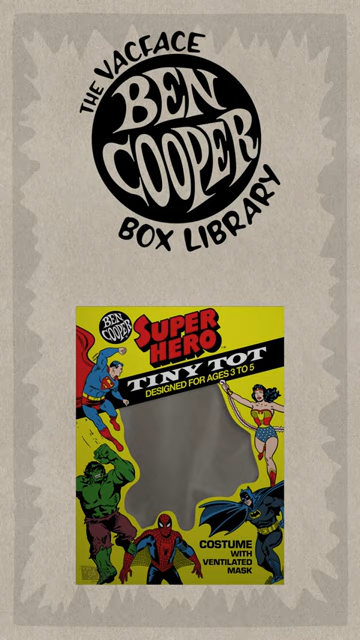 THE VACFACE
BEN
COOPER
BOX LIBRARY
BEN
COOPER
SUPER
HERO
TINY TOT
DESIGNED FOR AGES 3 TO 5
COSTUME
WITH
VENTILATED
MASK